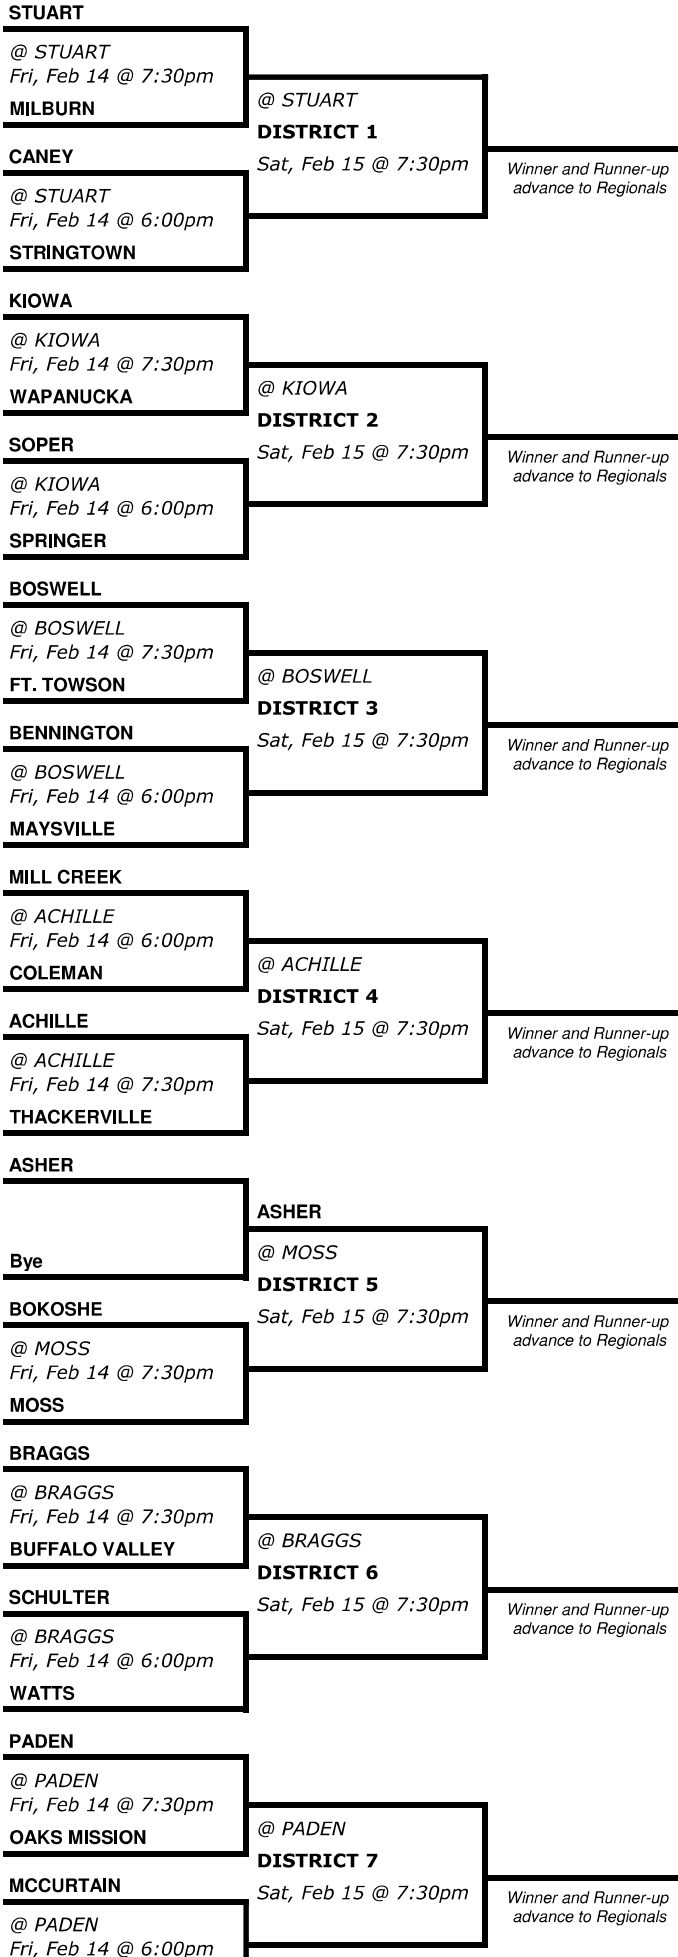 STUART
@ STUART
Fri, Feb 14 @ 7:30pm
MILBURN
@ STUART
DISTRICT 1
Sat, Feb 15 @ 7:30pm
Winner and Runner-up
advance to Regionals
CANEY
@ STUART
Fri, Feb 14 @ 6:00pm
STRINGTOWN
KIOWA
@ KIOWA
Fri, Feb 14 @ 7:30pm
WAPANUCKA
@ KIOWA
DISTRICT 2
Sat, Feb 15 @ 7:30pm
Winner and Runner-up
advance to Regionals
SOPER
@ KIOWA
Fri, Feb 14 @ 6:00pm
SPRINGER
BOSWELL
@ BOSWELL
Fri, Feb 14 @ 7:30pm
FT. TOWSON
@ BOSWELL
DISTRICT 3
Sat, Feb 15 @ 7:30pm
Winner and Runner-up
advance to Regionals
BENNINGTON
@ BOSWELL
Fri, Feb 14 @ 6:00pm
MAYSVILLE
MILL CREEK
@ ACHILLE
Fri, Feb 14 @ 6:00pm
COLEMAN
@ ACHILLE
DISTRICT 4
Sat, Feb 15 @ 7:30pm
Winner and Runner-up
advance to Regionals
ACHILLE
@ ACHILLE
Fri, Feb 14 @ 7:30pm
THACKERVILLE
ASHER
Bye
ASHER
@ MOSS
DISTRICT 5
Sat, Feb 15 @ 7:30pm
Winner and Runner-up
advance to Regionals
BOKOSHE
@ MOSS
Fri, Feb 14 @ 7:30pm
MOSS
BRAGGS
@ BRAGGS
Fri, Feb 14 @ 7:30pm
BUFFALO VALLEY
@ BRAGGS
DISTRICT 6
Sat, Feb 15 @ 7:30pm
Winner and Runner-up
advance to Regionals
SCHULTER
@ BRAGGS
Fri, Feb 14 @ 6:00pm
WATTS
PADEN
@ PADEN
Fri, Feb 14 @ 7:30pm
OAKS MISSION
@ PADEN
DISTRICT 7
Sat, Feb 15 @ 7:30pm
Winner and Runner-up
advance to Regionals
MCCURTAIN
@ PADEN
Fri, Feb 14 @ 6:00pm